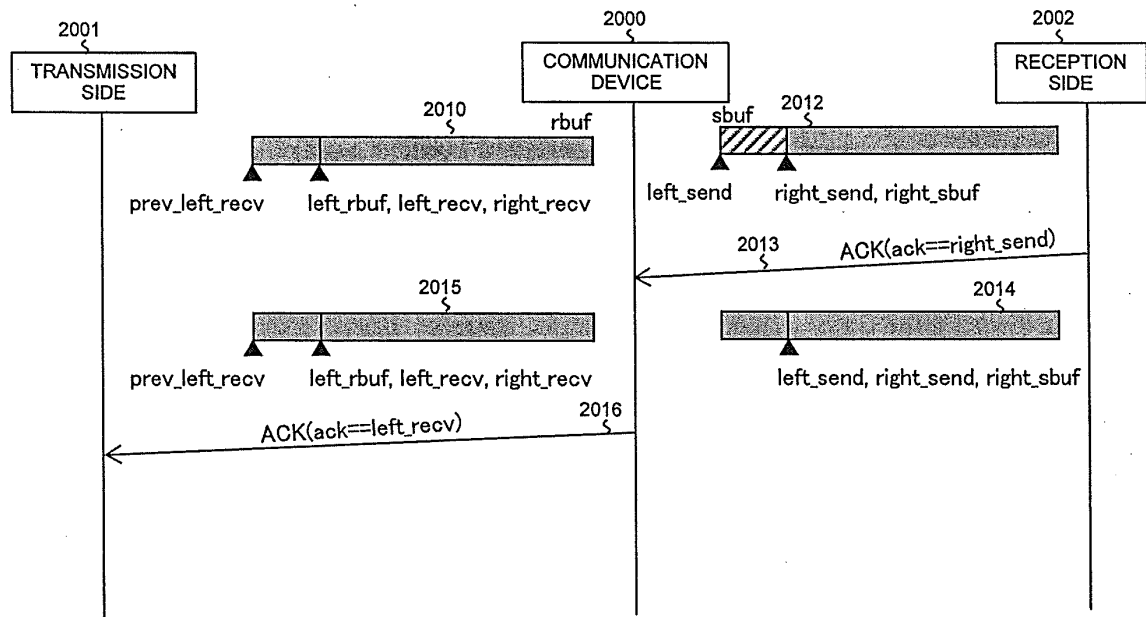 2001
2000
2002
TRANSMISSION
SIDE
COMMUNICATION
DEVICE
RECEPTION
SIDE
2010
rbuf
sbuf
2012
prev_left_recv
left_rbuf, left_recv, right_recv
left_send
right_send, right_sbuf
2013
ACK(ack==right_send)
2015
2014
prev_left_recv
left_rbuf, left_recv, right_recv
left_send, right_send, right_sbuf
2016
ACK(ack==left_recv)